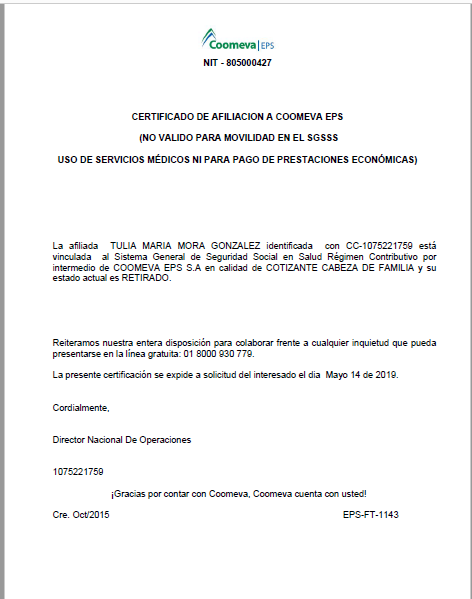 Coomeva EPS
NIT - 805000427
CERTIFICADO DE AFILIACION A COOMEVA EPS
(NO VALIDO PARA MOVILIDAD EN EL SGSSS
USO DE SERVICIOS MÉDICOS NI PARA PAGO DE PRESTACIONES ECONÓMICAS)
La afiliada TULIA MARIA MORA GONZALEZ identificada con CC-1075221759 está
vinculada al Sistema General de Seguridad Social en Salud Régimen Contributivo por
intermedio de COOMEVA EPS S.A en calidad de COTIZANTE CABEZA DE FAMILIA y su
estado actual es RETIRADO.
Reiteramos nuestra entera disposición para colaborar frente a cualquier inquietud que pueda
presentarse en la línea gratuita: 01 8000 930 779.
La presente certificación se expide a solicitud del interesado el dia Mayo 14 de 2019.
Cordialmente,
Director Nacional De Operaciones
1075221759
¡Gracias por contar con Coomeva, Coomeva cuenta con usted!
Cre. Oct/2015 EPS-FT-1143